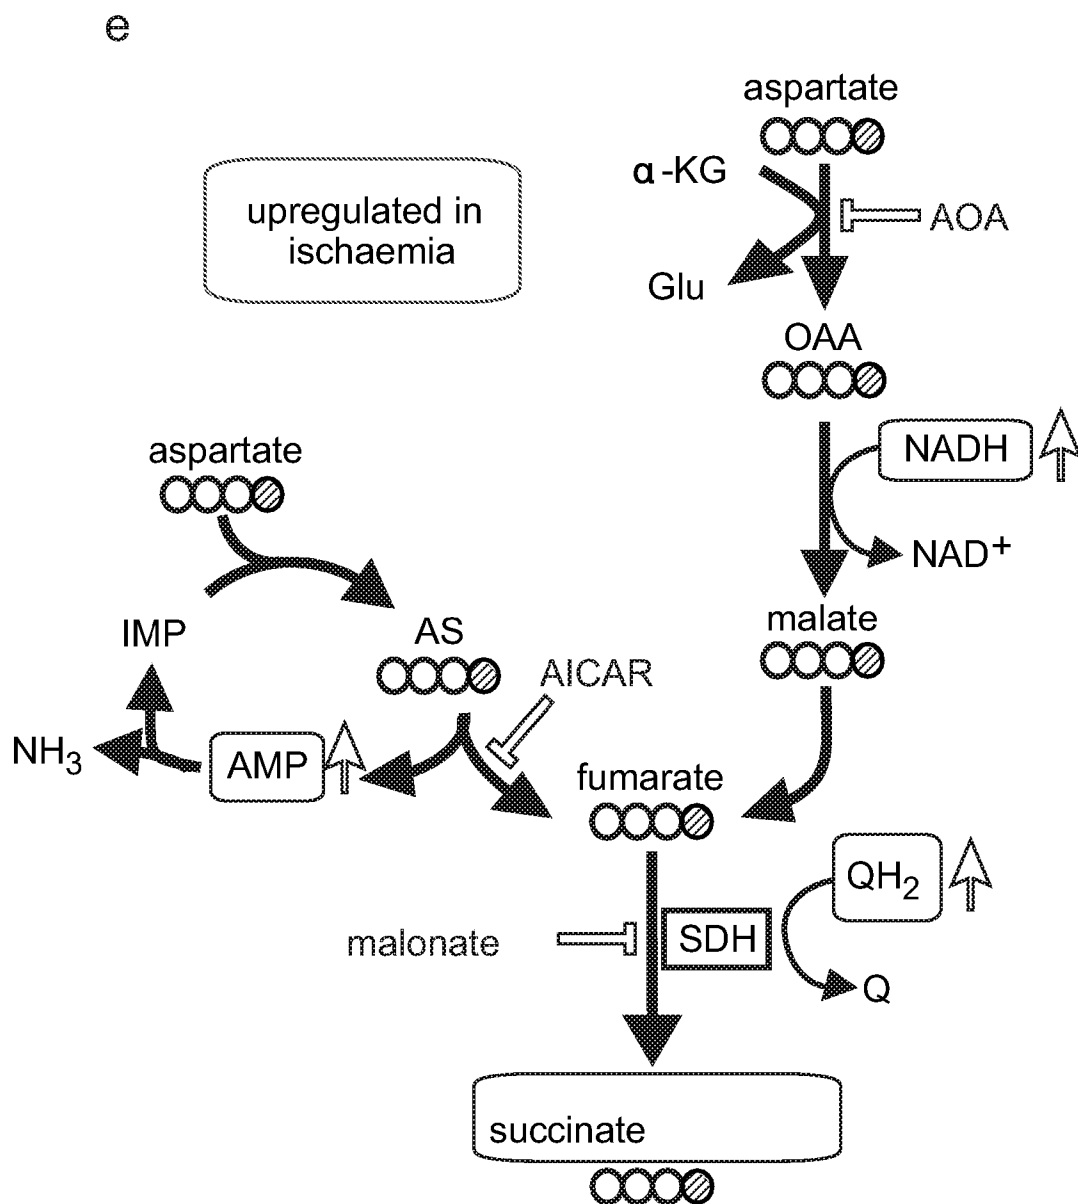 e
aspartate
α-KG
upregulated in
ischaemia
AOA
Glu
OAA
aspartate
NADH
NAD+
IMP
AS
malate
AICAR
NH3
AMP
fumarate
QH2
malonate
SDH
Q
succinate